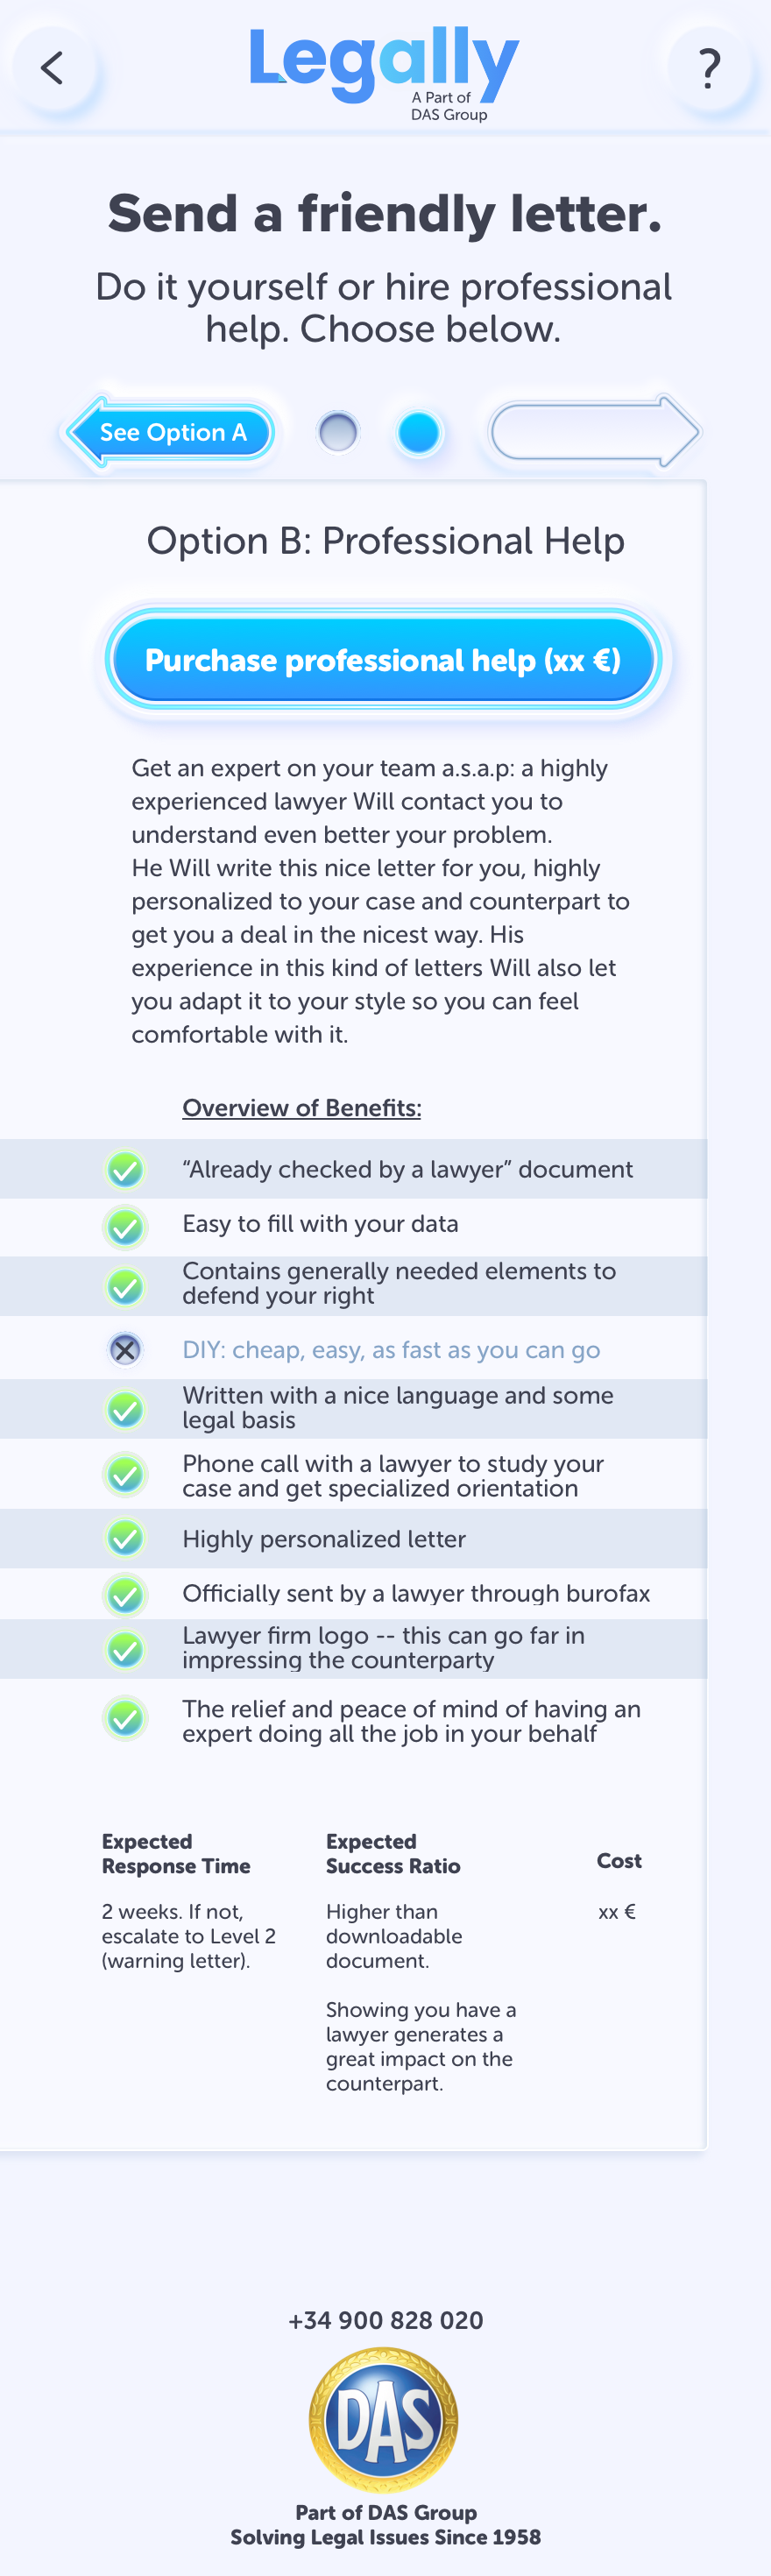 Legally
A Part of
DAS Group
?
Send a friendly letter.
Do it yourself or hire professional
help. Choose below.
See Option A
Option B: Professional Help
Purchase professional help (xx €)
Get an expert on your team a.s.a.p: a highly
experienced lawyer Will contact you to
understand even better your problem.
He Will write this nice letter for you, highly
personalized to your case and counterpart to
get you a deal in the nicest way. His
experience in this kind of letters Will also let
you adapt it to your style so you can feel
comfortable with it.
Overview of Benefits:
“Already checked by a lawyer” document
Easy to fill with your data
Contains generally needed elements to
defend your right
DIY: cheap, easy, as fast as you can go
Written with a nice language and some
legal basis
Phone call with a lawyer to study your
case and get specialized orientation
Highly personalized letter
Officially sent by a lawyer through burofax
Lawyer firm logo -- this can go far in
impressing the counterparty
The relief and peace of mind of having an
expert doing all the job in your behalf
Expected
Response Time
2 weeks. If not,
escalate to Level 2
(warning letter).
Expected
Success Ratio
Higher than
downloadable
document.
Showing you have a
lawyer generates a
great impact on the
counterpart.
Cost
xx €
+34 900 828 020
DAS
Part of DAS Group
Solving Legal Issues Since 1958